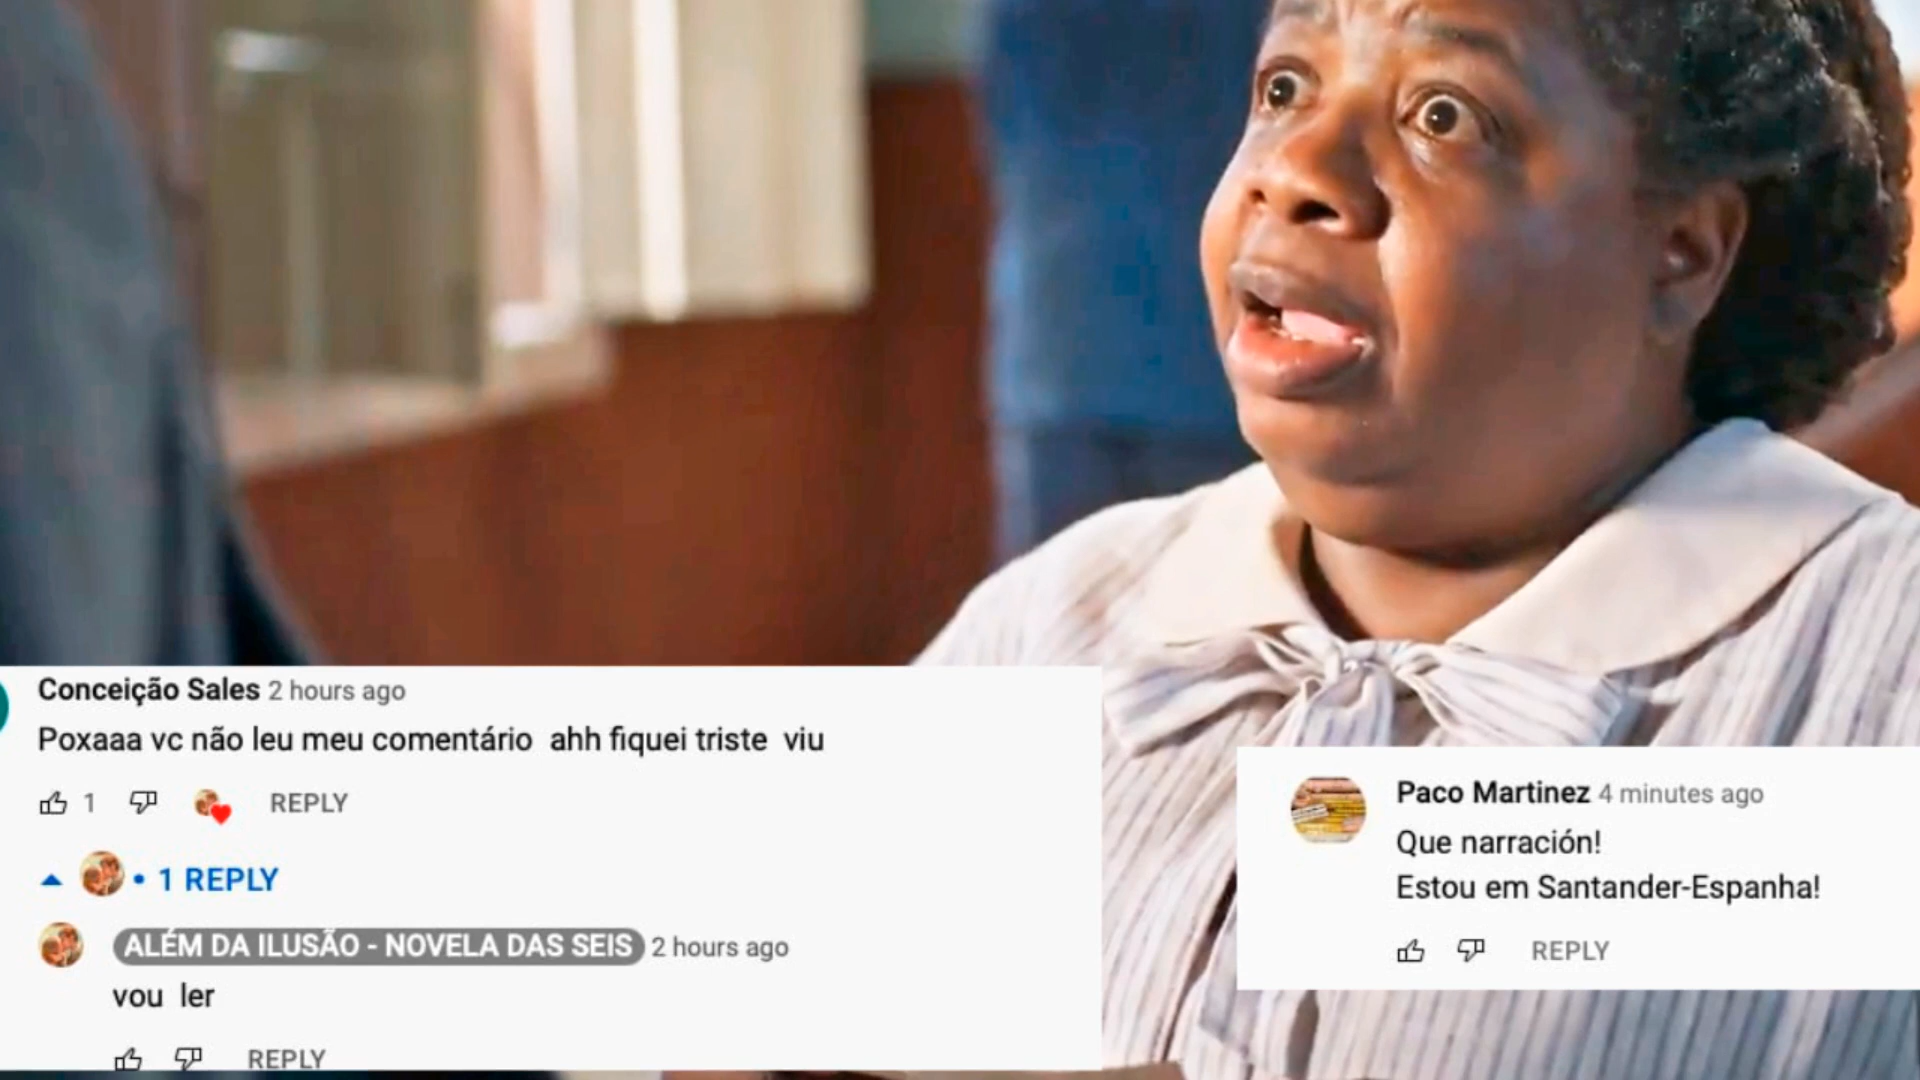 Conceição Sales 2 hours ago
Poxaaa vc não leu meu comentário ahh fiquei triste viu
1 REPLY
• 1 REPLY
ALÉM DA ILUSÃO - NOVELA DAS SEIS 2 hours ago
vou ler
REPLY
Paco Martinez 4 minutes ago
Que narración!
Estou em Santander-Espanha!
REPLY